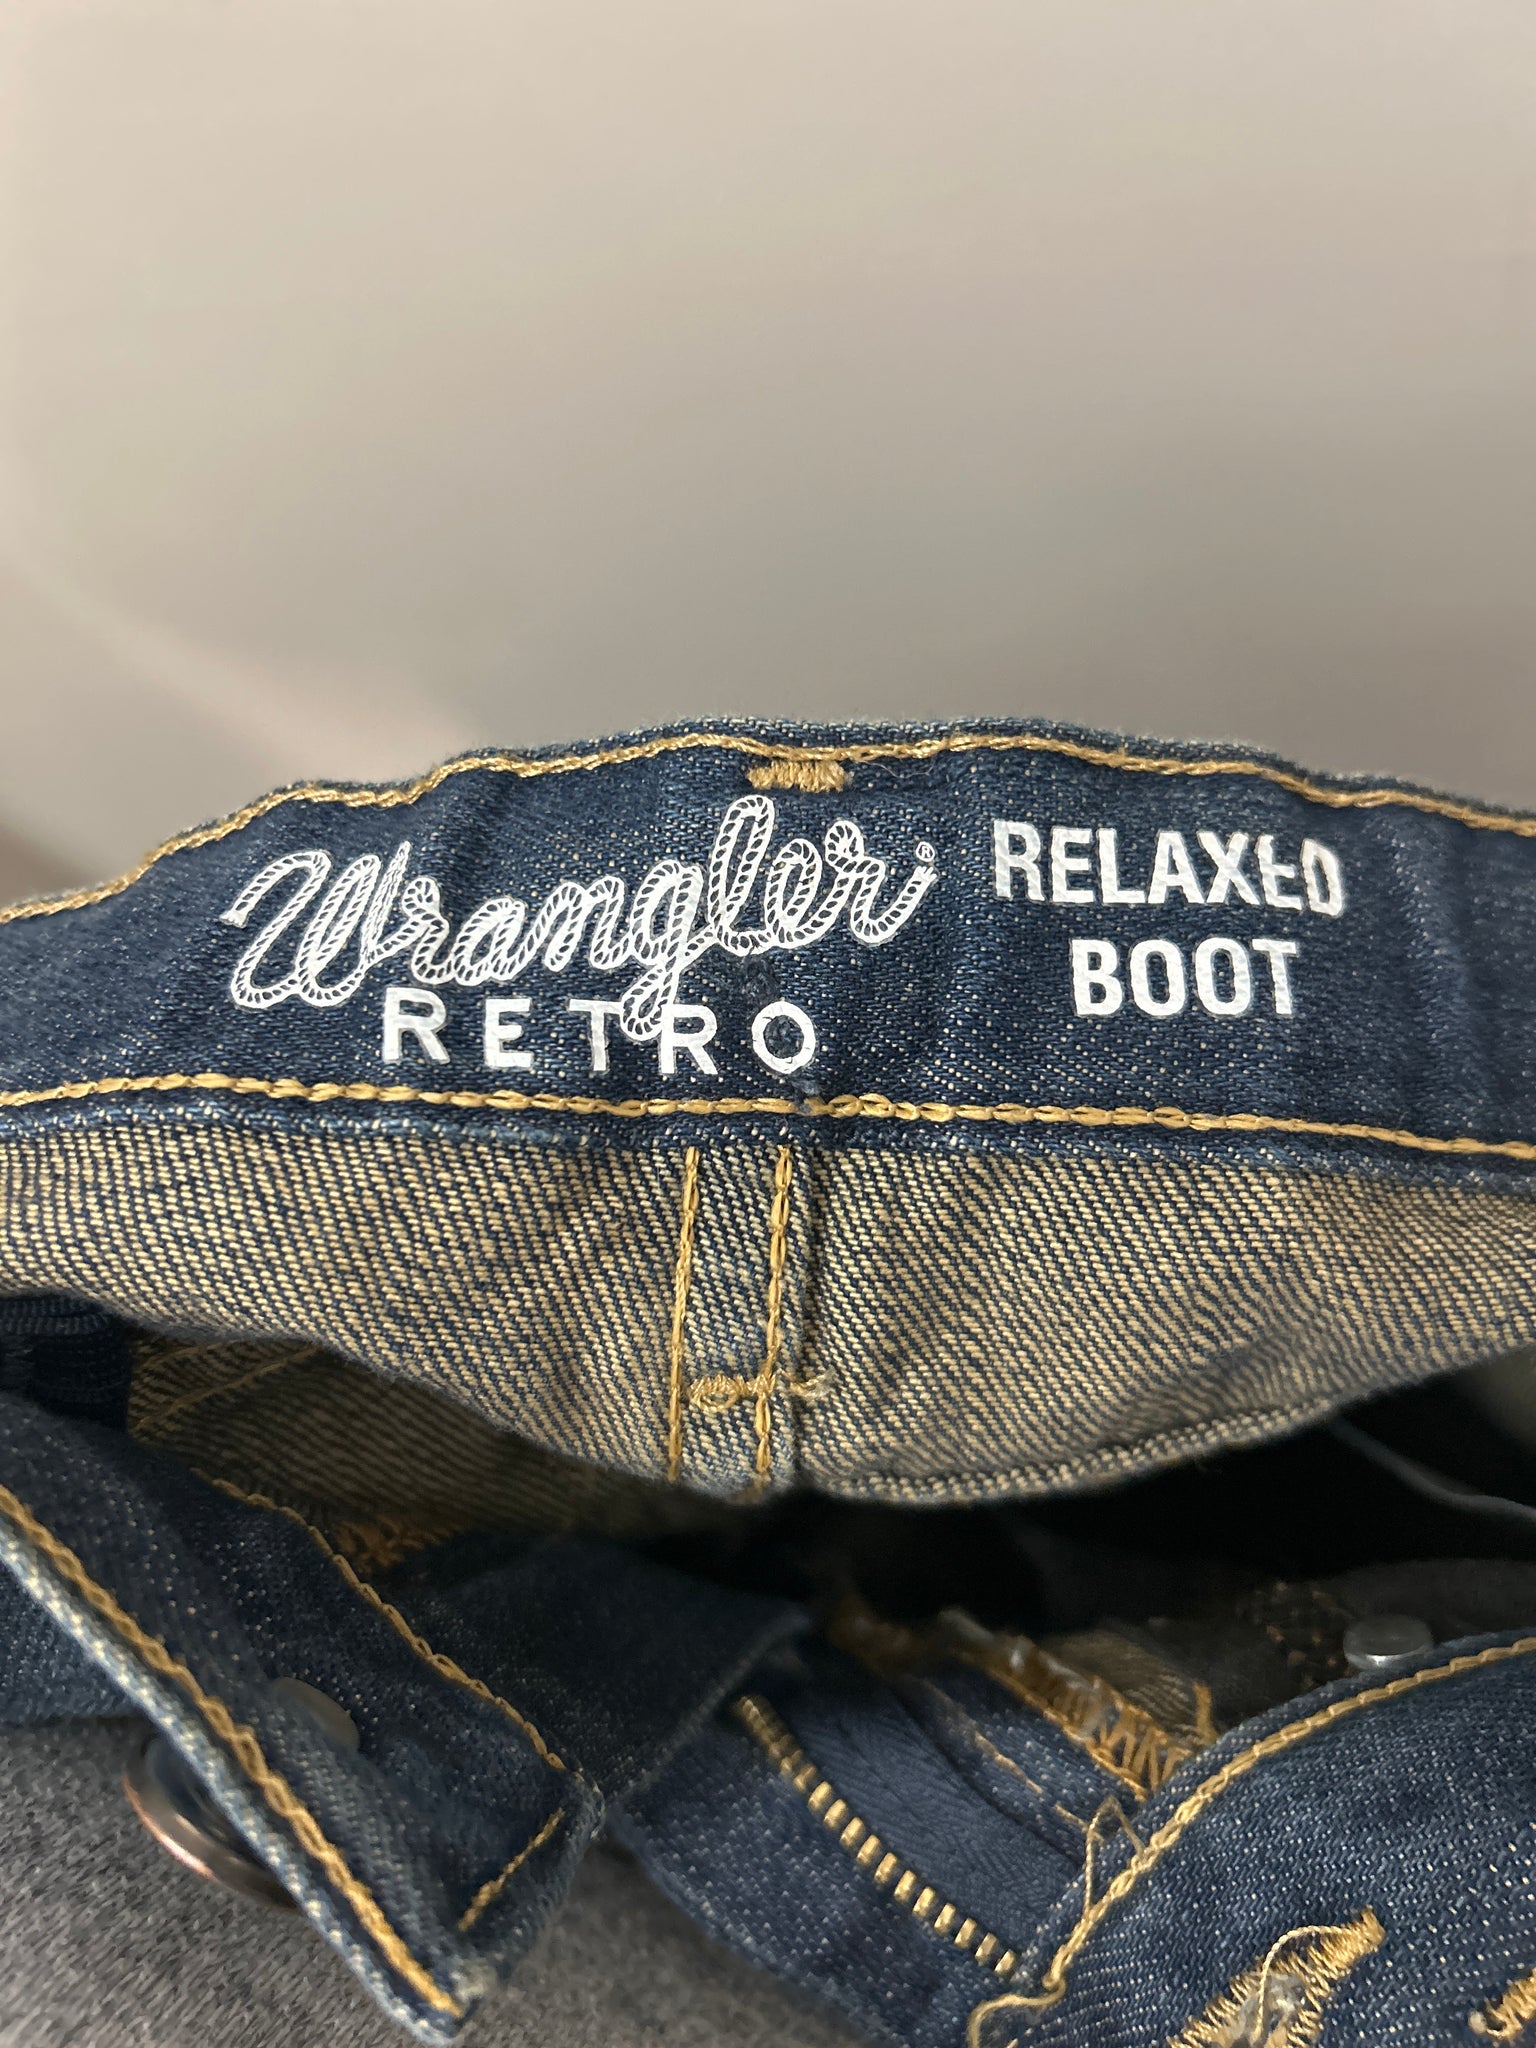 Wrangler®
RETRO
RELAXED
BOOT